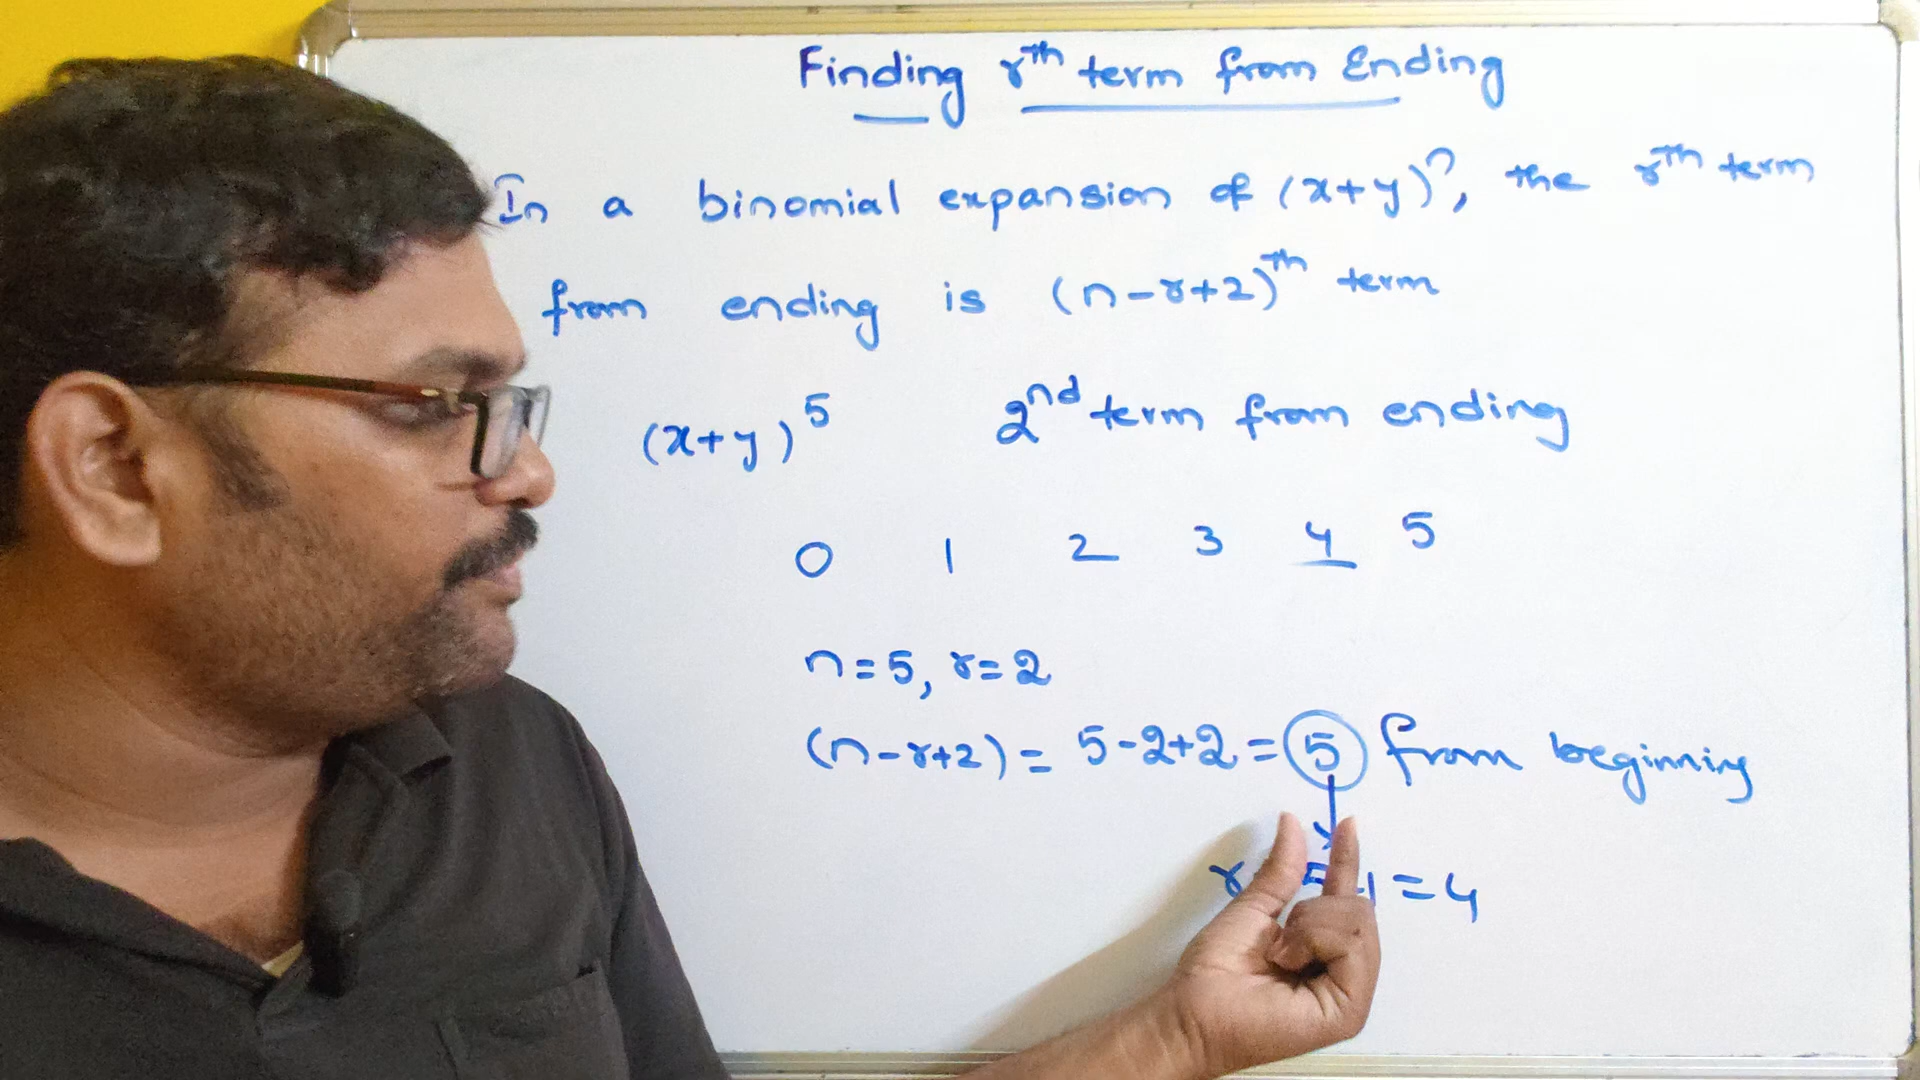 Finding rth term from Ending
In a binomial expansion of (x+y)^n, the rth term
from ending is (n-r+2)th term
(x+y)^5 2nd term from ending
0 1 2 3 4 5
n=5, r=2
(n-r+2) = 5-2+2 = 5 from beginning
r 5-1 = 4